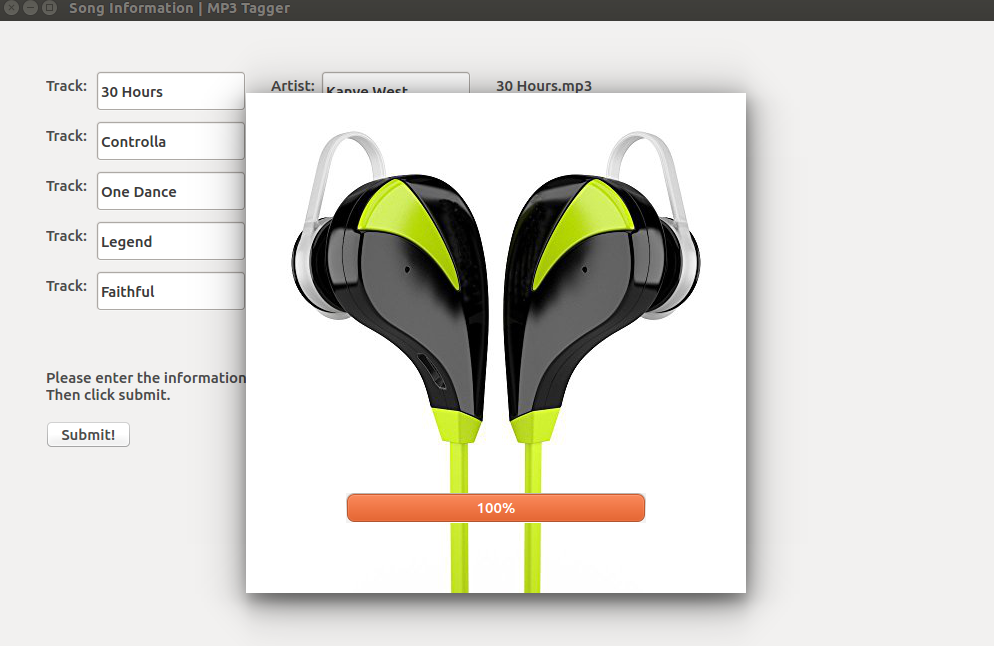 Song Information | MP3 Tagger
Track: 30 Hours Artist: Kanye West 30 Hours.mp3
Track: Controlla
Track: One Dance
Track: Legend
Track: Faithful
Please enter the information
Then click submit.
Submit!
100%